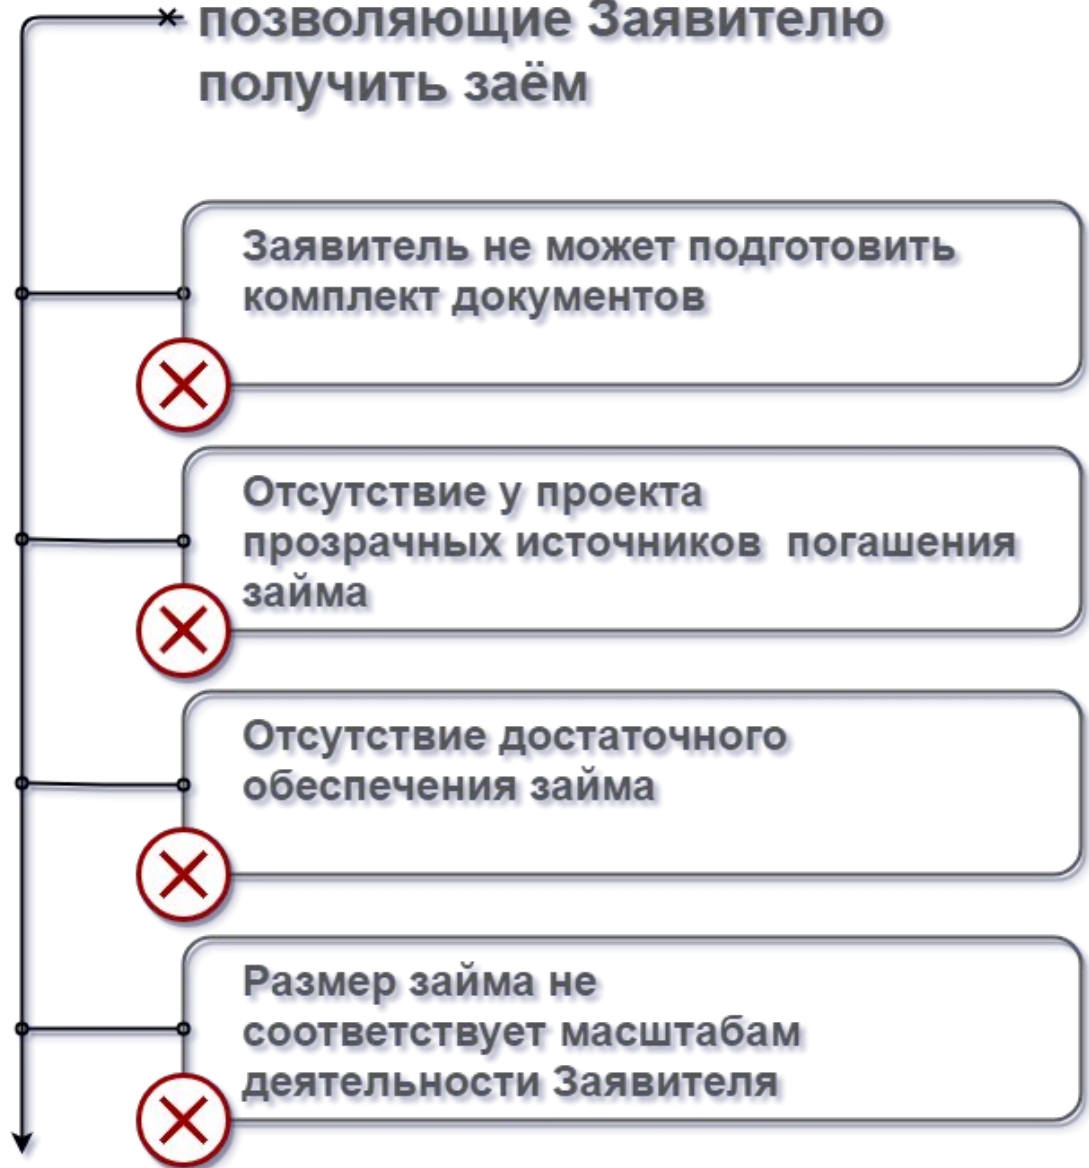 позволяющие Заявителю
получить заём
Заявитель не может подготовить
комплект документов
Отсутствие у проекта
прозрачных источников погашения
займа
Отсутствие достаточного
обеспечения займа
Размер займа не
соответствует масштабам
деятельности Заявителя